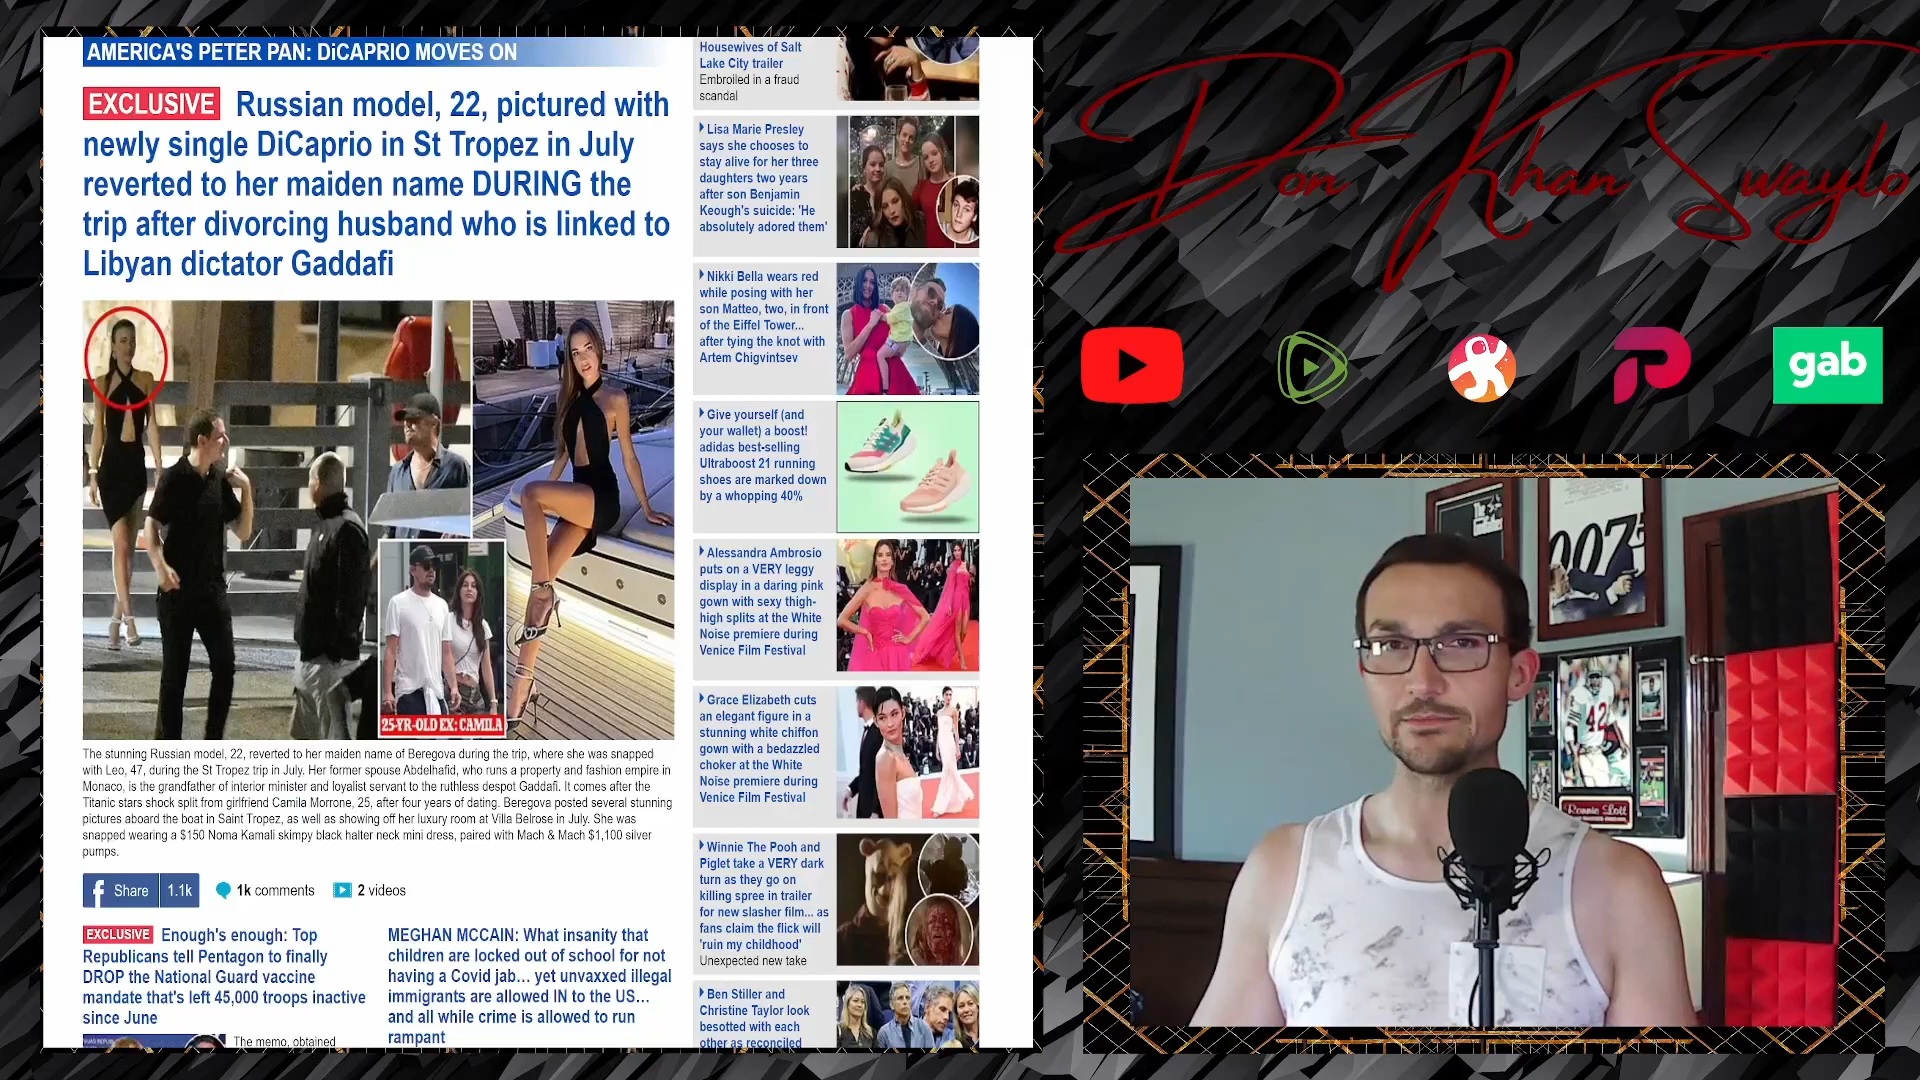 AMERICA'S PETER PAN: DiCAPRIO MOVES ON
EXCLUSIVE Russian model, 22, pictured with
newly single DiCaprio in St Tropez in July
reverted to her maiden name DURING the
trip after divorcing husband who is linked to
Libyan dictator Gaddafi
25-YR-OLD EX: CAMILA
The stunning Russian model, 22, reverted to her maiden name of Beregova during the trip, where she was snapped
with Leo, 47, during the St Tropez trip in July. Her former spouse Abdelhafid, who runs a property and fashion empire in
Monaco, is the grandfather of interior minister and loyalist servant to the ruthless despot Gaddafi. It comes after the
Titanic stars shock split from girlfriend Camila Morrone, 25, after four years of dating. Beregova posted several stunning
pictures aboard the boat in Saint Tropez, as well as showing off her luxury room at Villa Belrose in July. She was
snapped wearing a $150 Noma Kamali skimpy black halter neck mini dress, paired with Mach & Mach $1,100 silver
pumps.
Share 1.1k 1k comments 2 videos
EXCLUSIVE Enough's enough: Top
Republicans tell Pentagon to finally
DROP the National Guard vaccine
mandate that's left 45,000 troops inactive
since June
The memo, obtained
MEGHAN MCCAIN: What insanity that
children are locked out of school for not
having a Covid jab... yet unvaxxed illegal
immigrants are allowed IN to the US...
and all while crime is allowed to run
rampant
Housewives of Salt
Lake City trailer
Embroiled in a fraud
scandal
Lisa Marie Presley
says she chooses to
stay alive for her three
daughters two years
after son Benjamin
Keough's suicide: 'He
absolutely adored them'
Nikki Bella wears red
while posing with her
son Matteo, two, in front
of the Eiffel Tower...
after tying the knot with
Artem Chigvintsev
Give yourself (and
your wallet) a boost!
adidas best-selling
Ultraboost 21 running
shoes are marked down
by a whopping 40%
Alessandra Ambrosio
puts on a VERY leggy
display in a daring pink
gown with sexy thigh-
high splits at the White
Noise premiere during
Venice Film Festival
Grace Elizabeth cuts
an elegant figure in a
stunning white chiffon
gown with a bedazzled
choker at the White
Noise premiere during
Venice Film Festival
Winnie The Pooh and
Piglet take a VERY dark
turn as they go on
killing spree in trailer
for new slasher film... as
fans claim the flick will
'ruin my childhood'
Unexpected new take
Ben Stiller and
Christine Taylor look
besotted with each
other as reconciled
Don Khan Swaylo
gab
007
42
Ronnie Lott